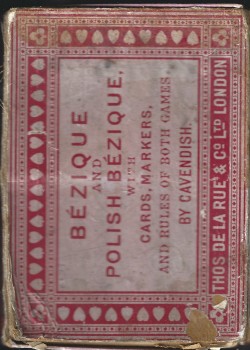 BÉZIQUE
AND
POLISH BÉZIQUE,
WITH
CARDS, MARKERS,
AND RULES OF BOTH GAMES
BY CAVENDISH.
THOS DE LA RUE & CO LTD LONDON